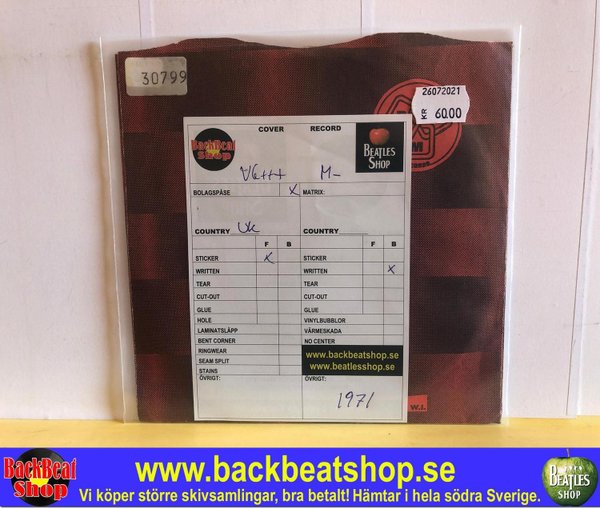 30799
26072021
KR 60.00
BackBeat Shop
COVER RECORD
BEATLES SHOP
VG+++ M-
BOLAGSPÅSE X MATRIX:
COUNTRY UK COUNTRY
F B F B
STICKER X STICKER
WRITTEN WRITTEN X
TEAR TEAR
CUT-OUT CUT-OUT
GLUE GLUE
HOLE VINYLBUBBLOR
LAMINATSLÄPP VÄRMESKADA
BENT CORNER NO CENTER
RINGWEAR www.backbeatshop.se
SEAM SPLIT www.beatlesshop.se
STAINS
ÖVRIGT: ÖVRIGT:
1971
W.I.
BackBeat Shop
www.backbeatshop.se
Vi köper större skivsamlingar, bra betalt! Hämtar i hela södra Sverige.
BEATLES SHOP